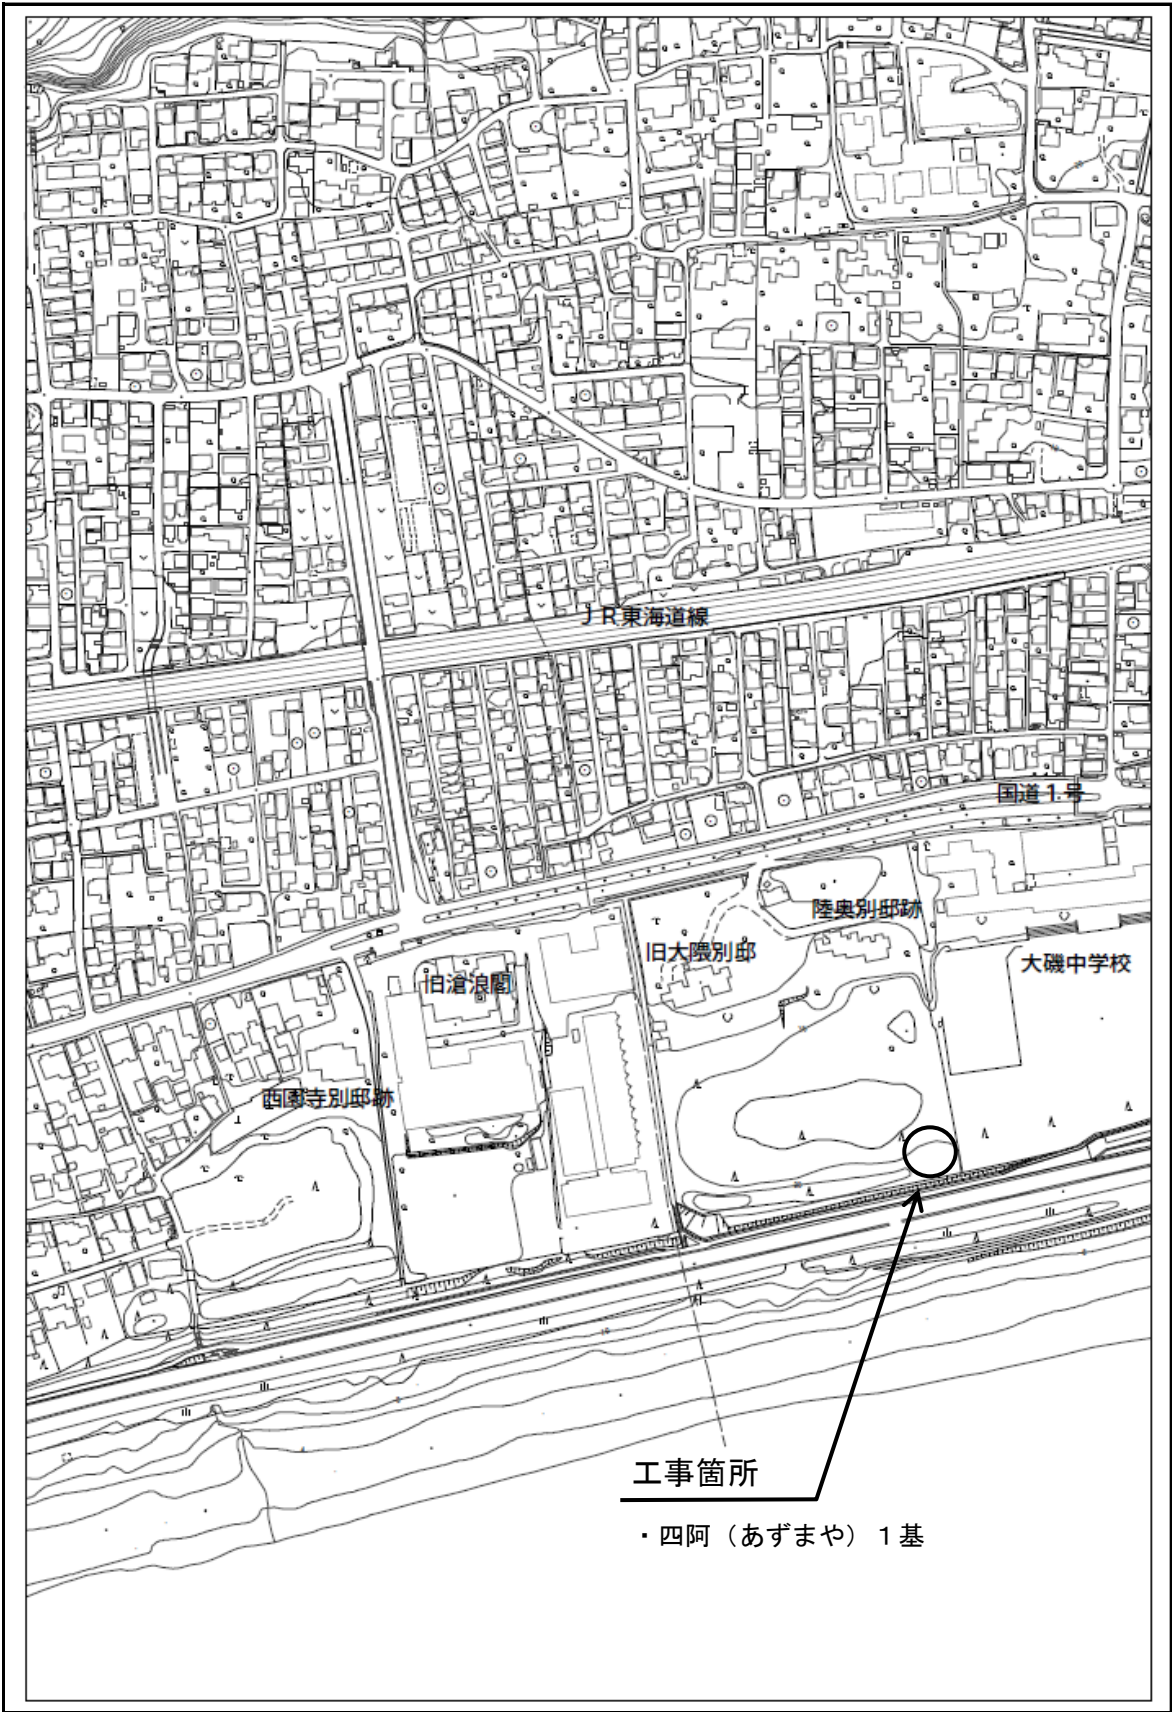 JR東海道線
国道1号
陸奥別邸跡
旧大隈別邸
大磯中学校
旧滄浪閣
西園寺別邸跡
工事箇所
・四阿（あずまや）１基